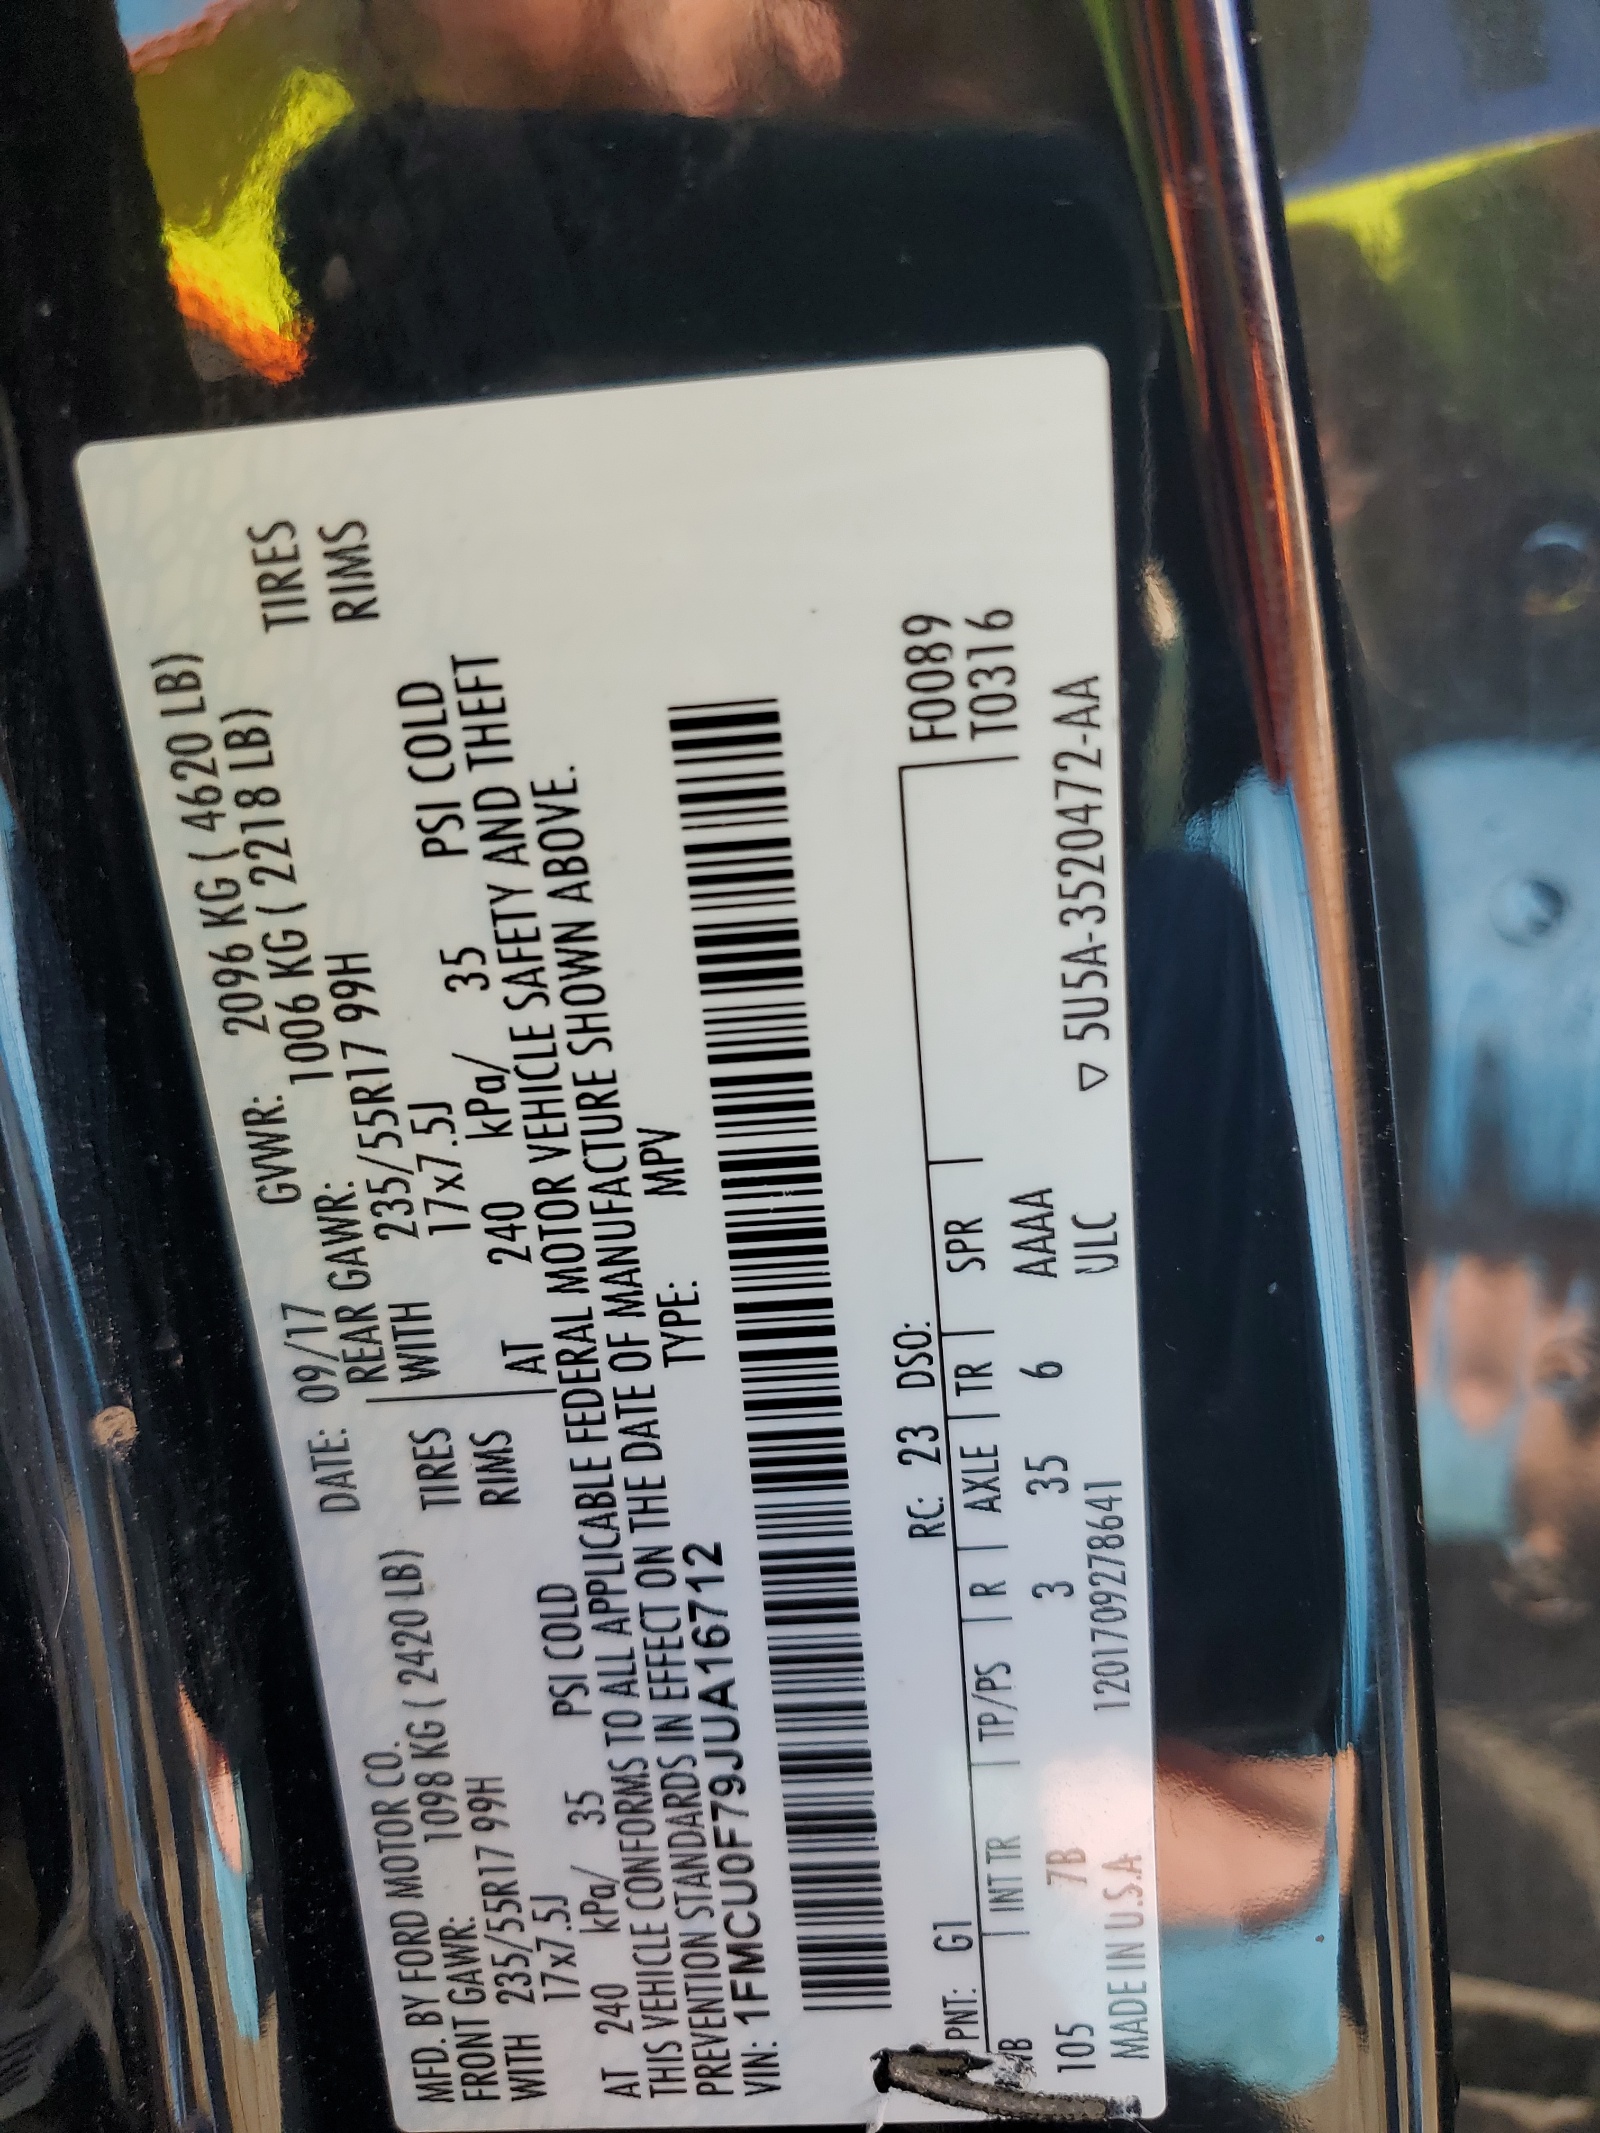 MFD. BY FORD MOTOR CO. DATE: 09/17 GVWR: 2096 KG ( 4620 LB)
FRONT GAWR: 1098 KG ( 2420 LB) REAR GAWR: 1006 KG ( 2218 LB)
WITH 235/55R17 99H TIRES WITH 235/55R17 99H TIRES
17x7.5J RIMS 17x7.5J RIMS
AT 240 kPa/ 35 PSI COLD AT 240 kPa/ 35 PSI COLD
THIS VEHICLE CONFORMS TO ALL APPLICABLE FEDERAL MOTOR VEHICLE SAFETY AND THEFT
PREVENTION STANDARDS IN EFFECT ON THE DATE OF MANUFACTURE SHOWN ABOVE.
VIN: 1FMCU0F79JUA16712 TYPE: MPV
PNT: G1 RC: 23 DSO: F0089
WB INT TR TP/PS R AXLE TR SPR T0316
105 7B 3 35 6 AAAA
MADE IN U.S.A 120170927864​1 ULC ▽ 5U5A-3520472-AA